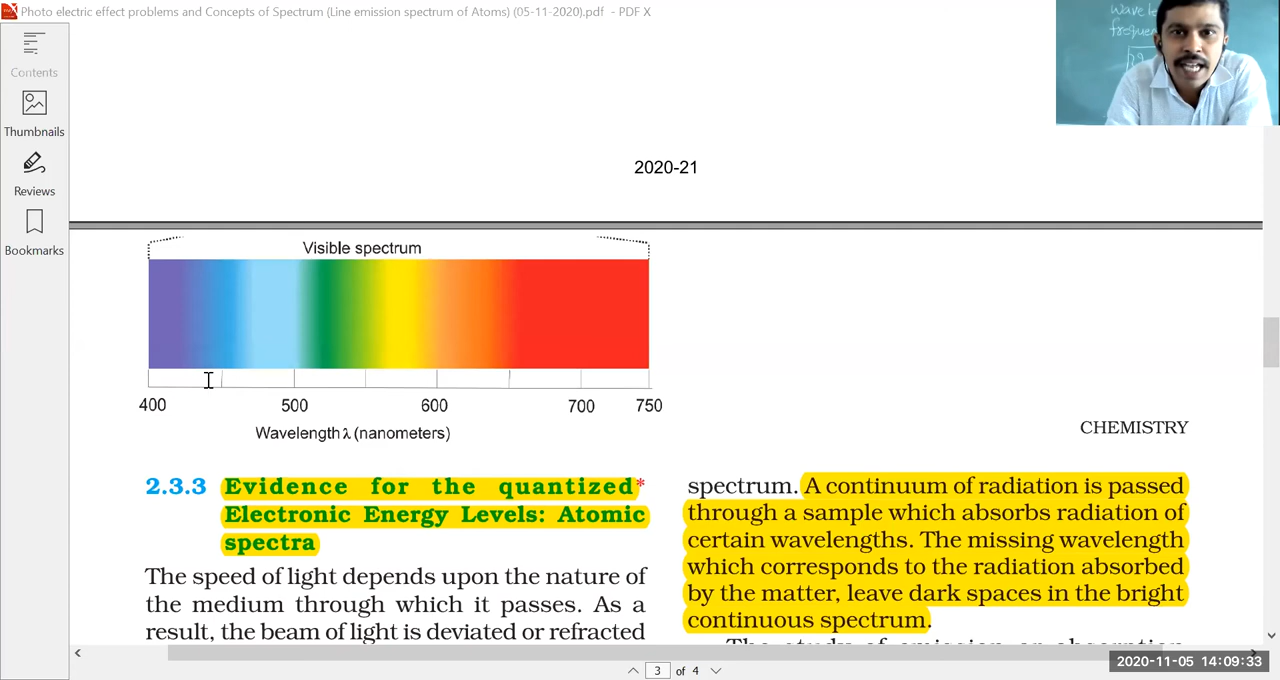 Photo electric effect problems and Concepts of Spectrum (Line emission spectrum of Atoms) (05-11-2020).pdf - PDF X
Contents
Thumbnails
Reviews
Bookmarks
2020-21
Visible spectrum
400 500 600 700 750
Wavelength λ (nanometers)
CHEMISTRY
2.3.3 Evidence for the quantized*
Electronic Energy Levels: Atomic
spectra
The speed of light depends upon the nature of
the medium through which it passes. As a
result, the beam of light is deviated or refracted
spectrum. A continuum of radiation is passed
through a sample which absorbs radiation of
certain wavelengths. The missing wavelength
which corresponds to the radiation absorbed
by the matter, leave dark spaces in the bright
continuous spectrum.
The study of emission or absorption
3 of 4
2020-11-05 14:09:33